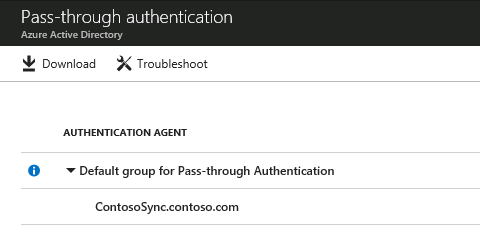 Pass-through authentication
Azure Active Directory
Download Troubleshoot
AUTHENTICATION AGENT
Default group for Pass-through Authentication
ContosoSync.contoso.com